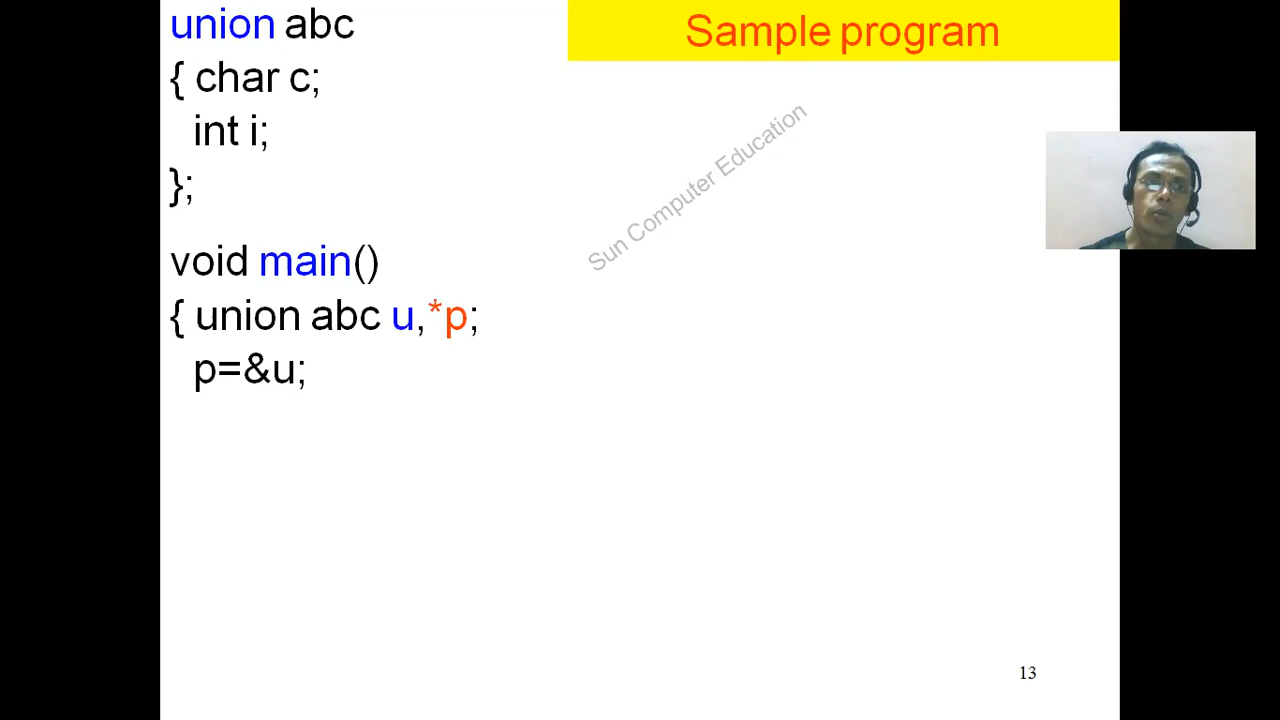 union abc
Sample program
{ char c;
int i;
};
Sun Computer Education
void main()
{ union abc u,*p;
p=&u;
13